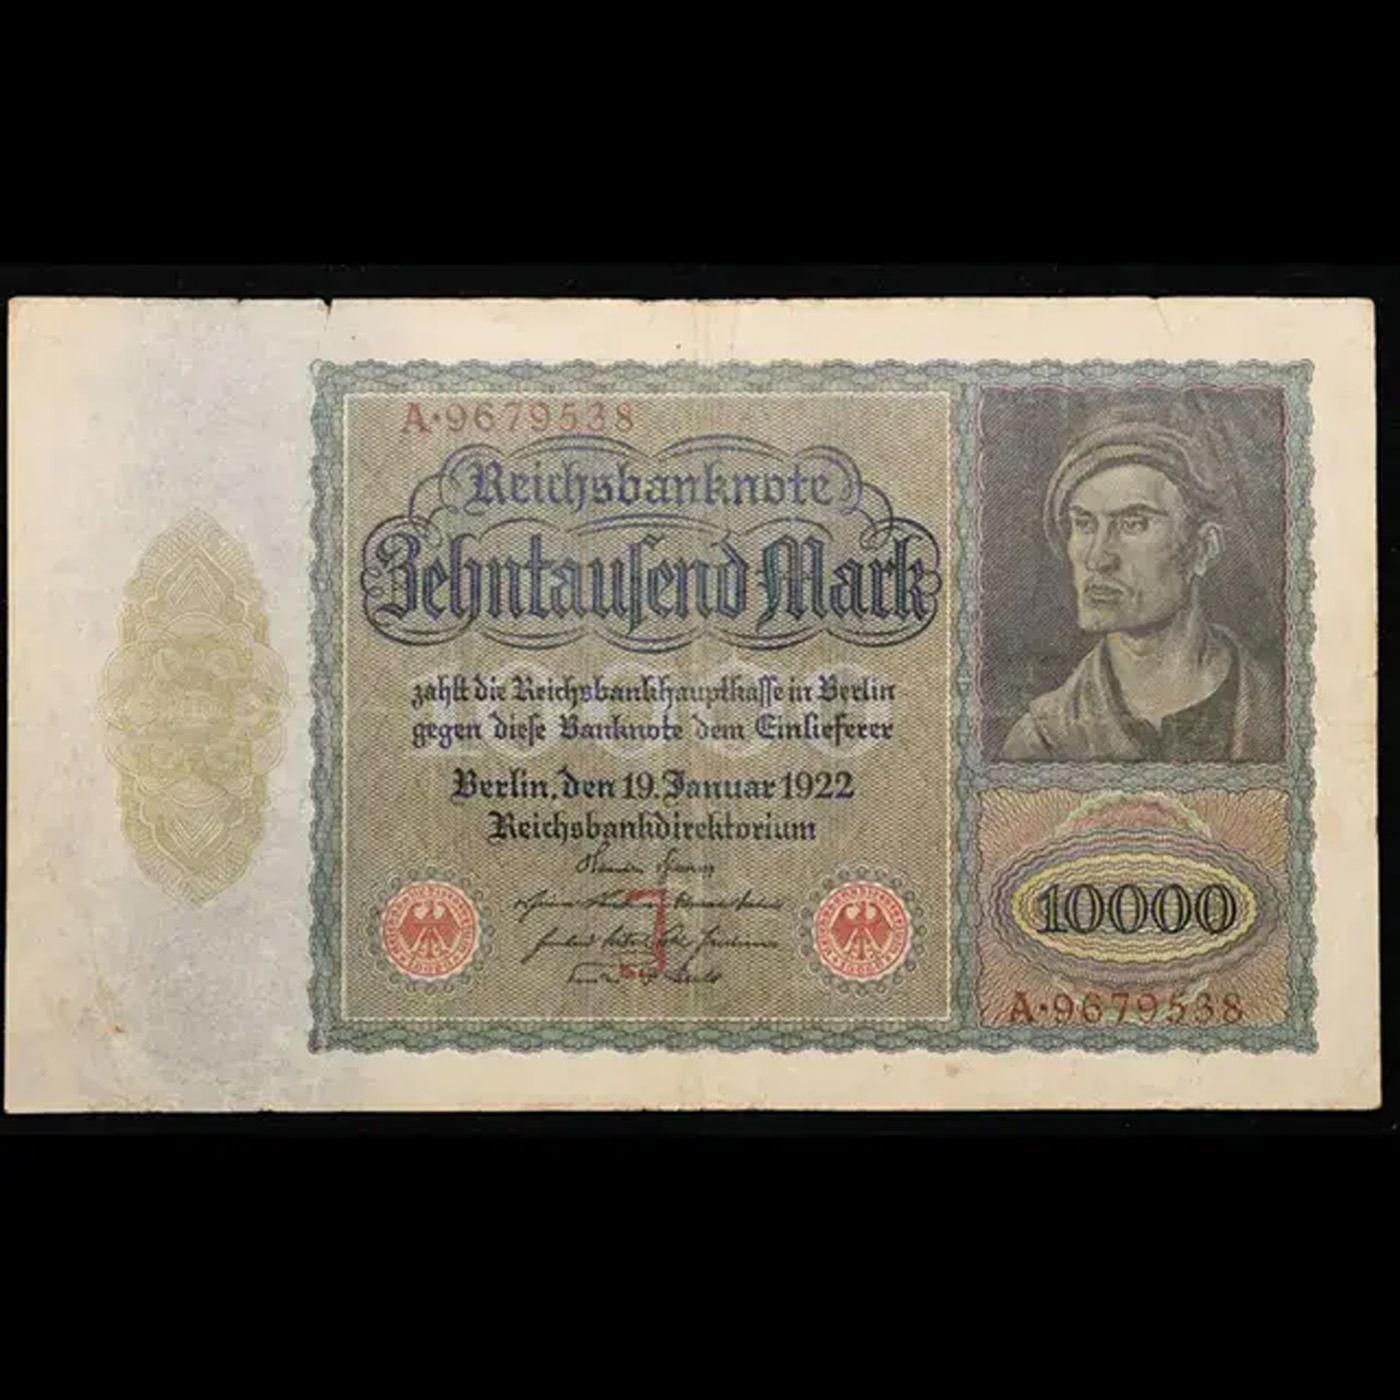 A·9679538
Reichsbanknote
Zehntauſend Mark
zahlt die Reichsbankhauptkaſſe in Berlin
gegen dieſe Banknote dem Einlieferer
Berlin, den 19. Januar 1922
Reichsbankdirektorium
J
10000
A·9679538